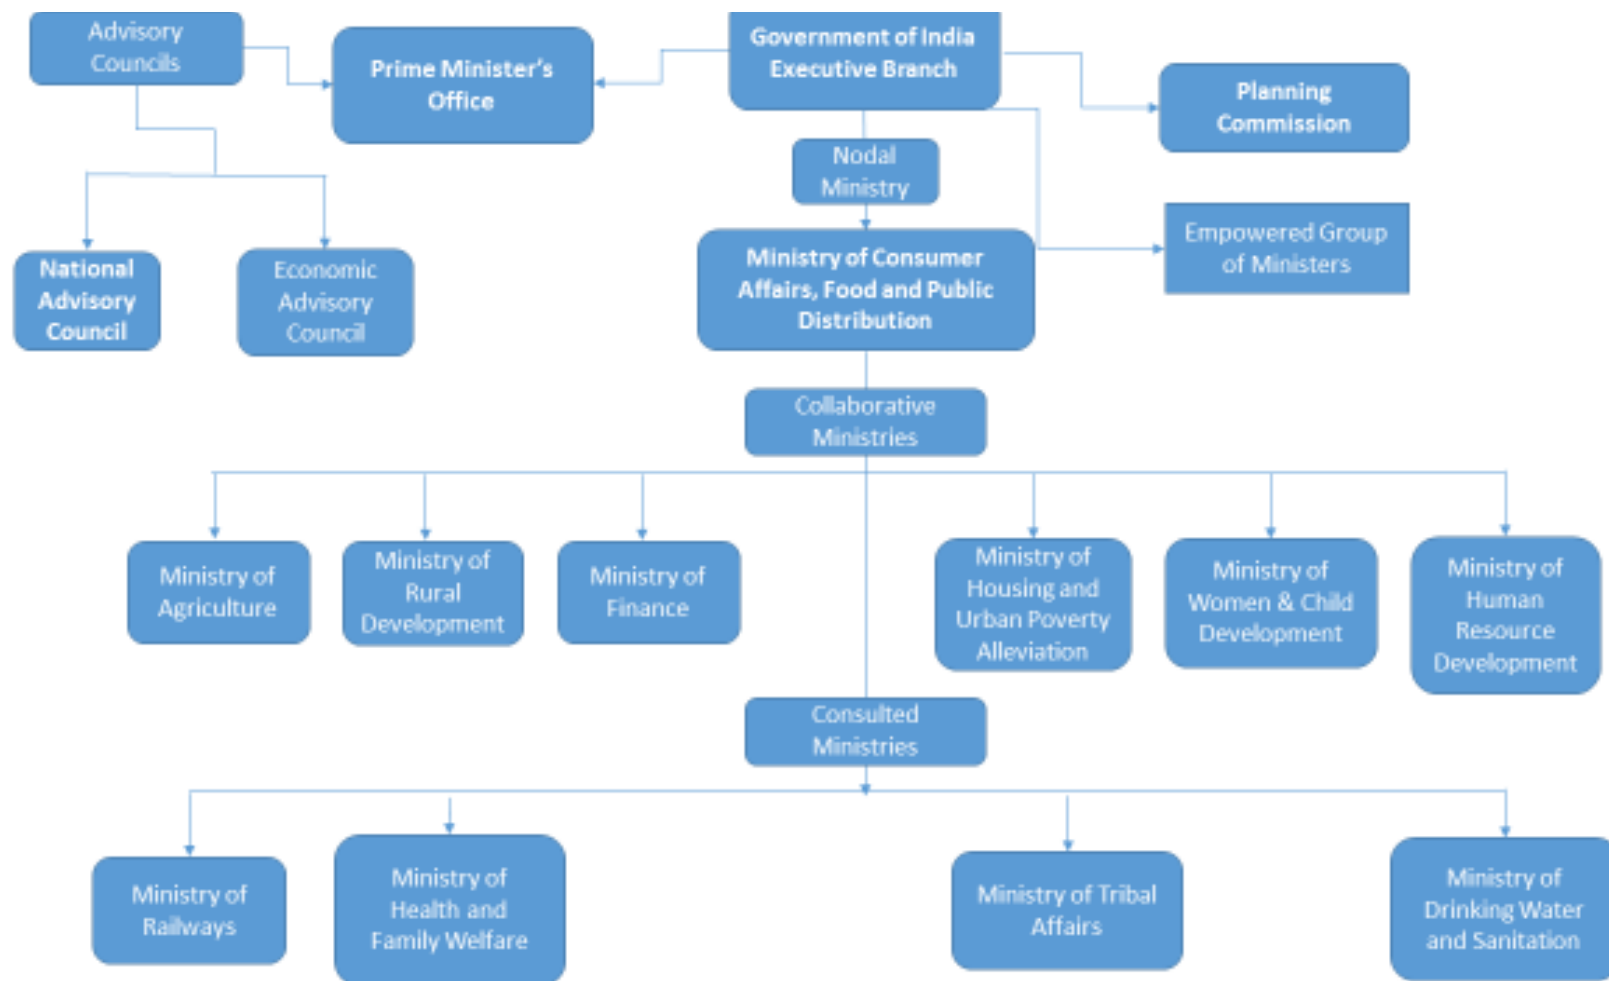 Advisory
Councils
Prime Minister's
Office
Government of India
Executive Branch
Planning
Commission
Nodal
Ministry
Empowered Group
of Ministers
National
Advisory
Council
Economic
Advisory
Council
Ministry of Consumer
Affairs, Food and Public
Distribution
Collaborative
Ministries
Ministry of
Agriculture
Ministry of
Rural
Development
Ministry of
Finance
Ministry of
Housing and
Urban Poverty
Alleviation
Ministry of
Women & Child
Development
Ministry of
Human
Resource
Development
Consulted
Ministries
Ministry of
Railways
Ministry of
Health and
Family Welfare
Ministry of Tribal
Affairs
Ministry of
Drinking Water
and Sanitation